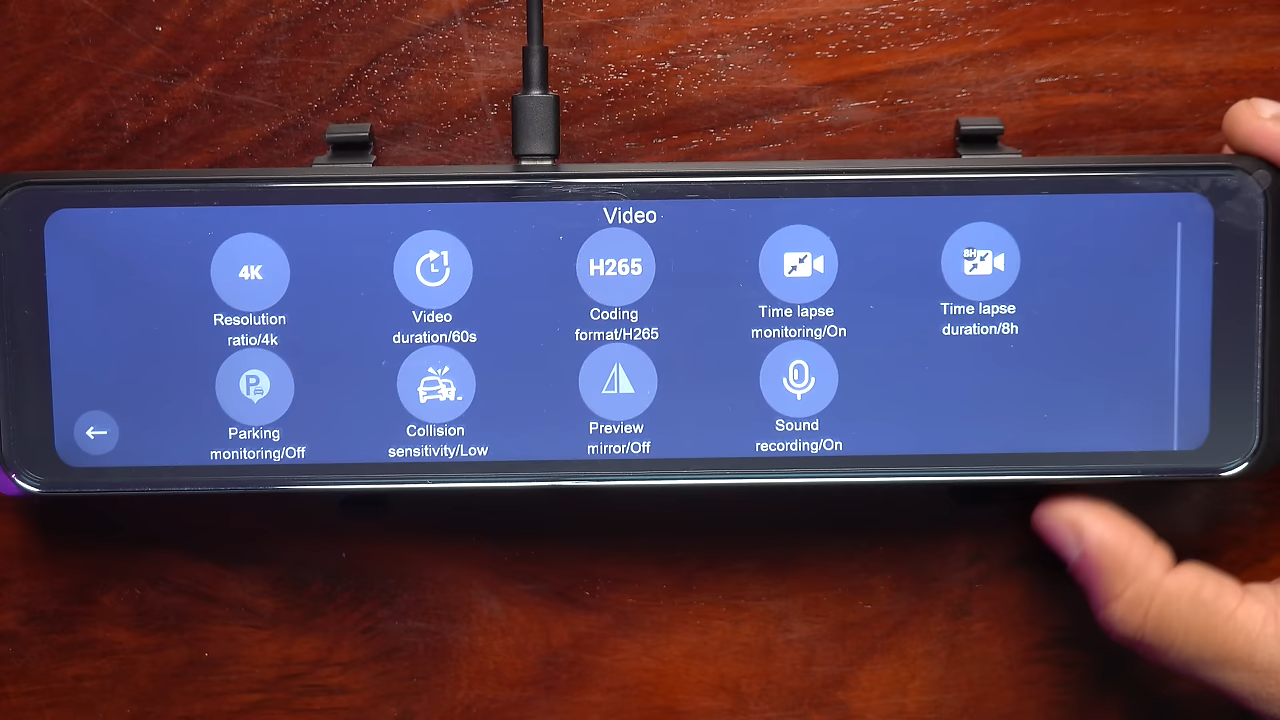 Video
4K
1
H265
8H
Resolution
ratio/4k
Video
duration/60s
Coding
format/H265
Time lapse
monitoring/On
Time lapse
duration/8h
P
Parking
monitoring/Off
Collision
sensitivity/Low
Preview
mirror/Off
Sound
recording/On